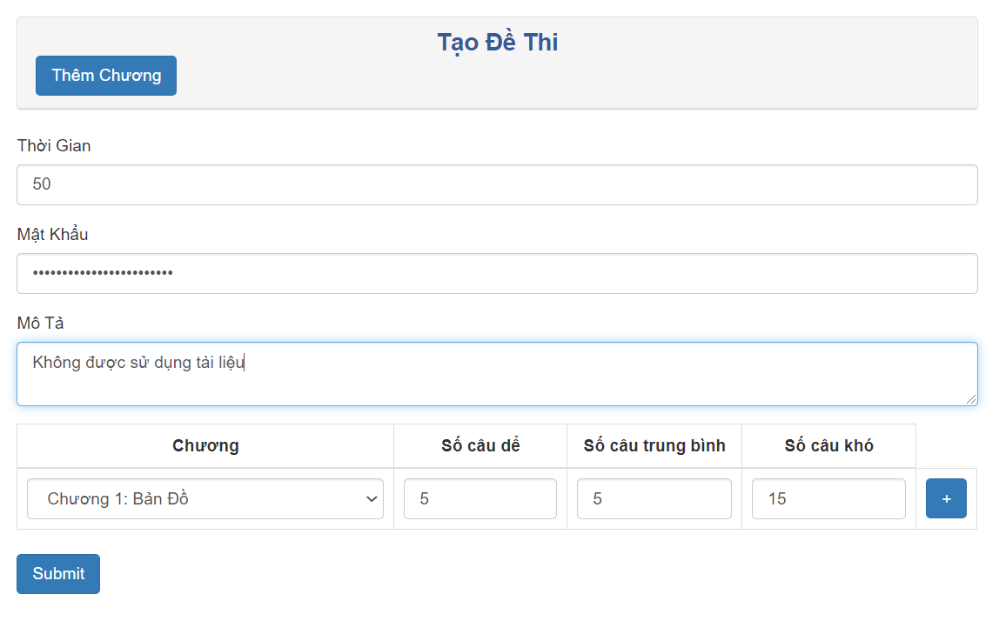 Tạo Đề Thi
Thêm Chương
Thời Gian
50
Mật Khẩu
••••••••••••••••••••••••
Mô Tả
Không được sử dụng tài liệu
Chương Số câu dể Số câu trung bình Số câu khó
Chương 1: Bản Đồ 5 5 15 +
Submit